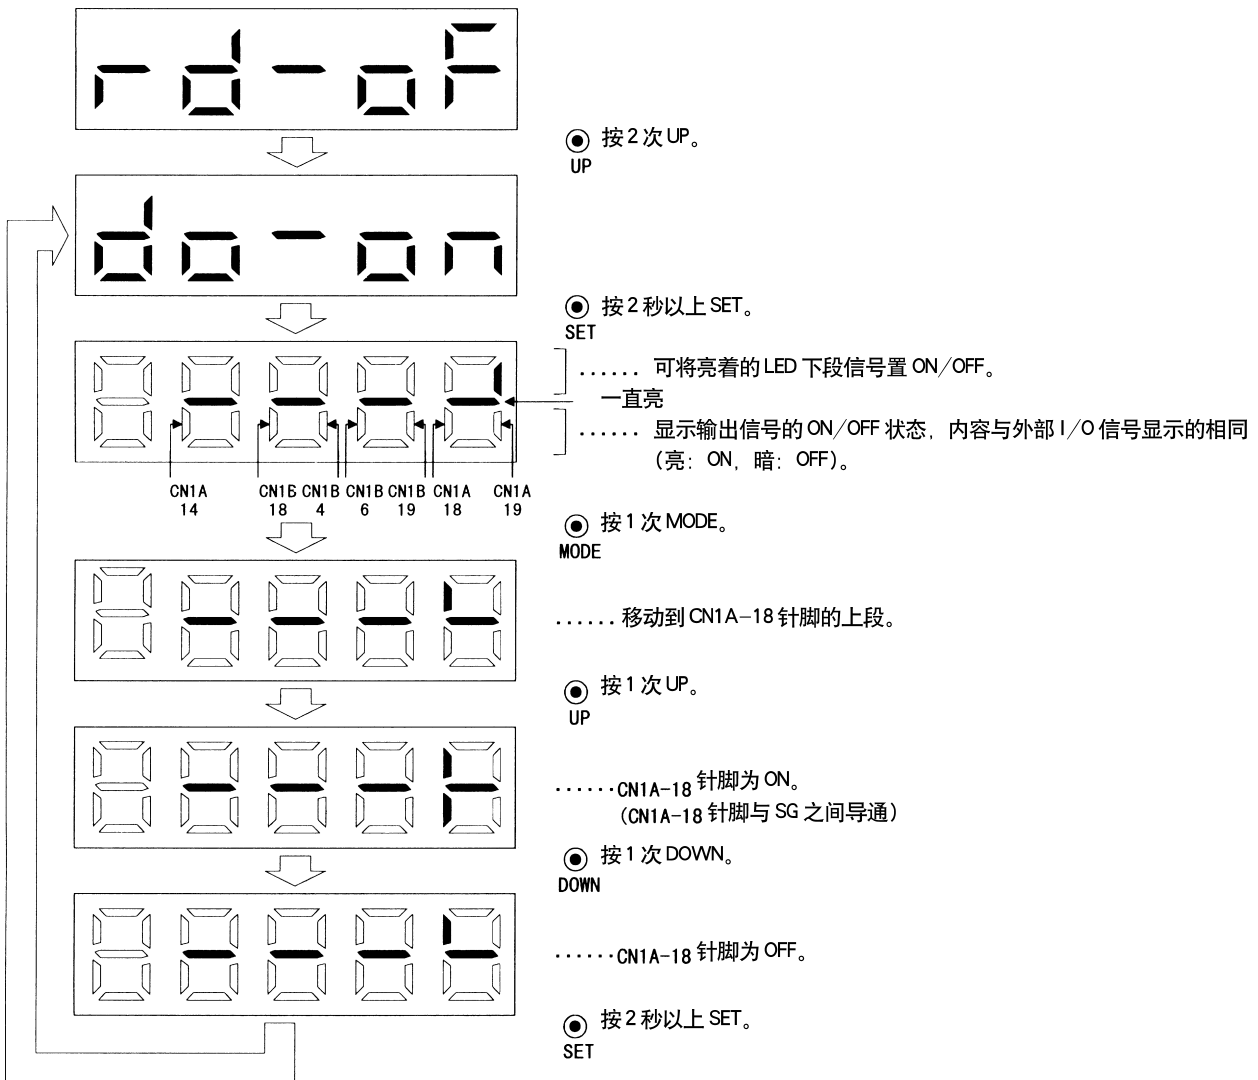 rd-oF
按2次UP。
UP
do-on
按2秒以上SET。
SET
...... 可将亮着的LED下段信号置ON/OFF。
一直亮
...... 显示输出信号的ON/OFF状态，内容与外部I/O信号显示的相同
（亮：ON，暗：OFF）。
CN1A CN1B CN1B CN1B CN1B CN1A CN1A
14 18 4 6 19 18 19
按1次MODE。
MODE
...... 移动到CN1A-18针脚的上段。
按1次UP。
UP
......CN1A-18针脚为ON。
（CN1A-18针脚与SG之间导通）
按1次DOWN。
DOWN
......CN1A-18针脚为OFF。
按2秒以上SET。
SET